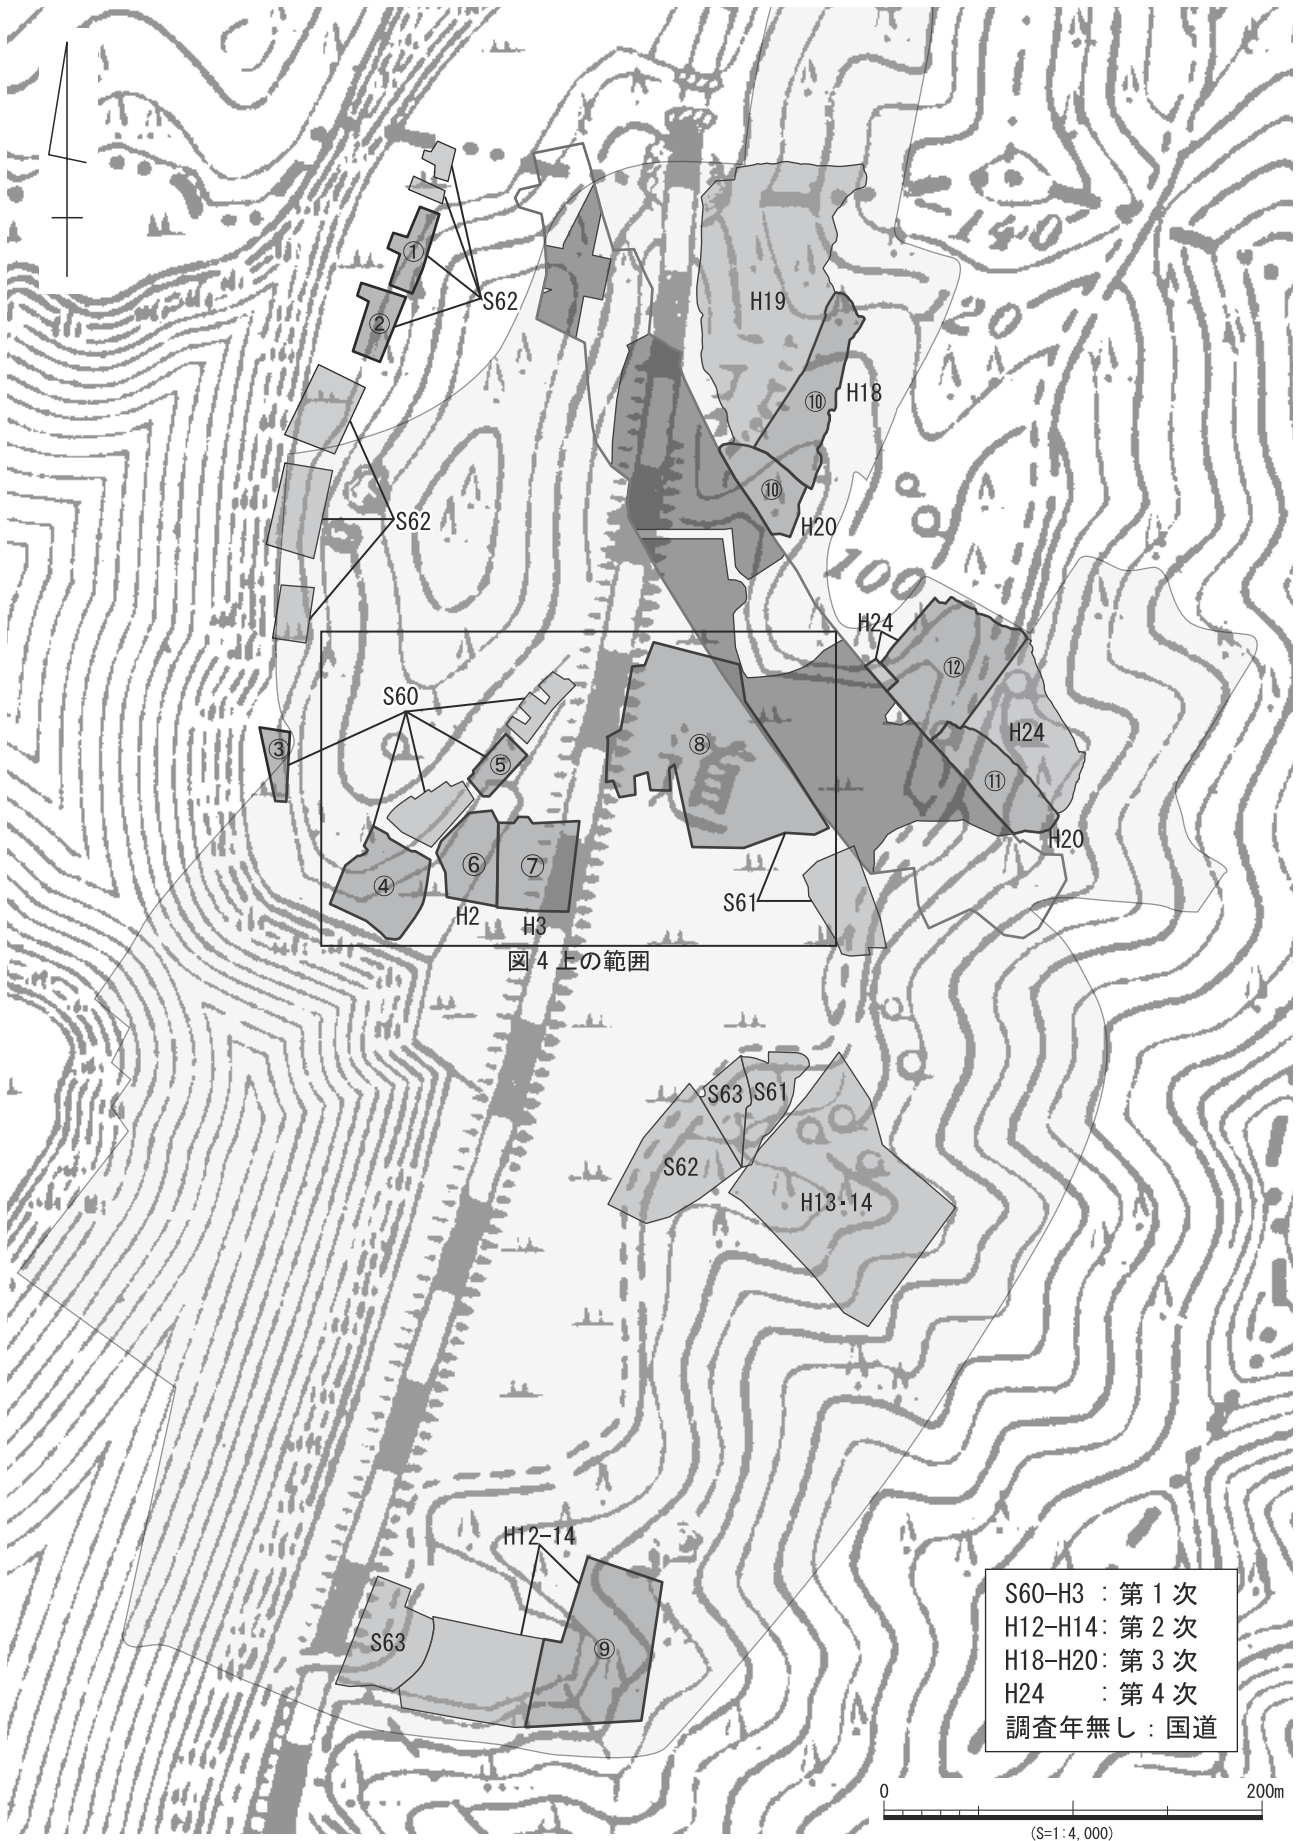 140
①
②
S62
H19
120
⑩
H18
⑩
H20
S62
100
H24
⑫
S60
③
⑤
⑧
H24
⑪
H20
④
⑥
⑦
H2
H3
S61
図4上の範囲
S63
S61
S62
H13・14
H12-14
S63
⑨
S60-H3 : 第1次
H12-H14: 第2次
H18-H20: 第3次
H24 : 第4次
調査年無し : 国道
0 200m
(S=1:4,000)